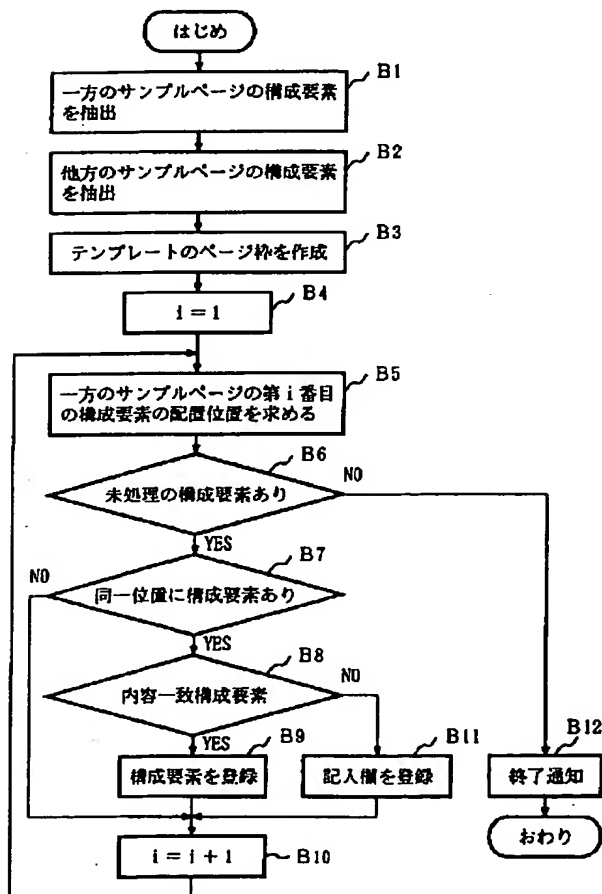 はじめ
B1
一方のサンプルページの構成要素
を抽出
B2
他方のサンプルページの構成要素
を抽出
B3
テンプレートのページ枠を作成
B4
i=1
B5
一方のサンプルページの第i番目
の構成要素の配置位置を求める
B6
未処理の構成要素あり
NO
YES
B7
NO
同一位置に構成要素あり
YES
B8
内容一致構成要素
NO
YES
B9
構成要素を登録
B11
記入欄を登録
B12
終了通知
おわり
i=i+1
B10